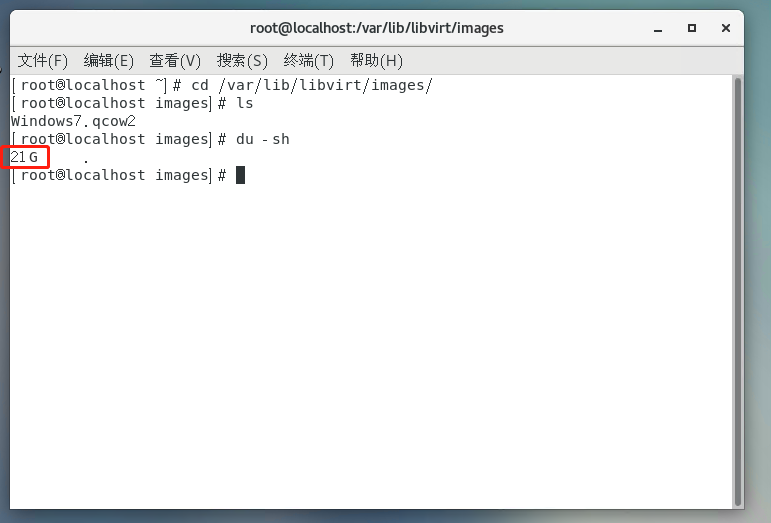 root@localhost:/var/lib/libvirt/images
文件(F) 编辑(E) 查看(V) 搜索(S) 终端(T) 帮助(H)
[root@localhost ~]# cd /var/lib/libvirt/images/
[root@localhost images]# ls
Windows7.qcow2
[root@localhost images]# du -sh
21G .
[root@localhost images]#